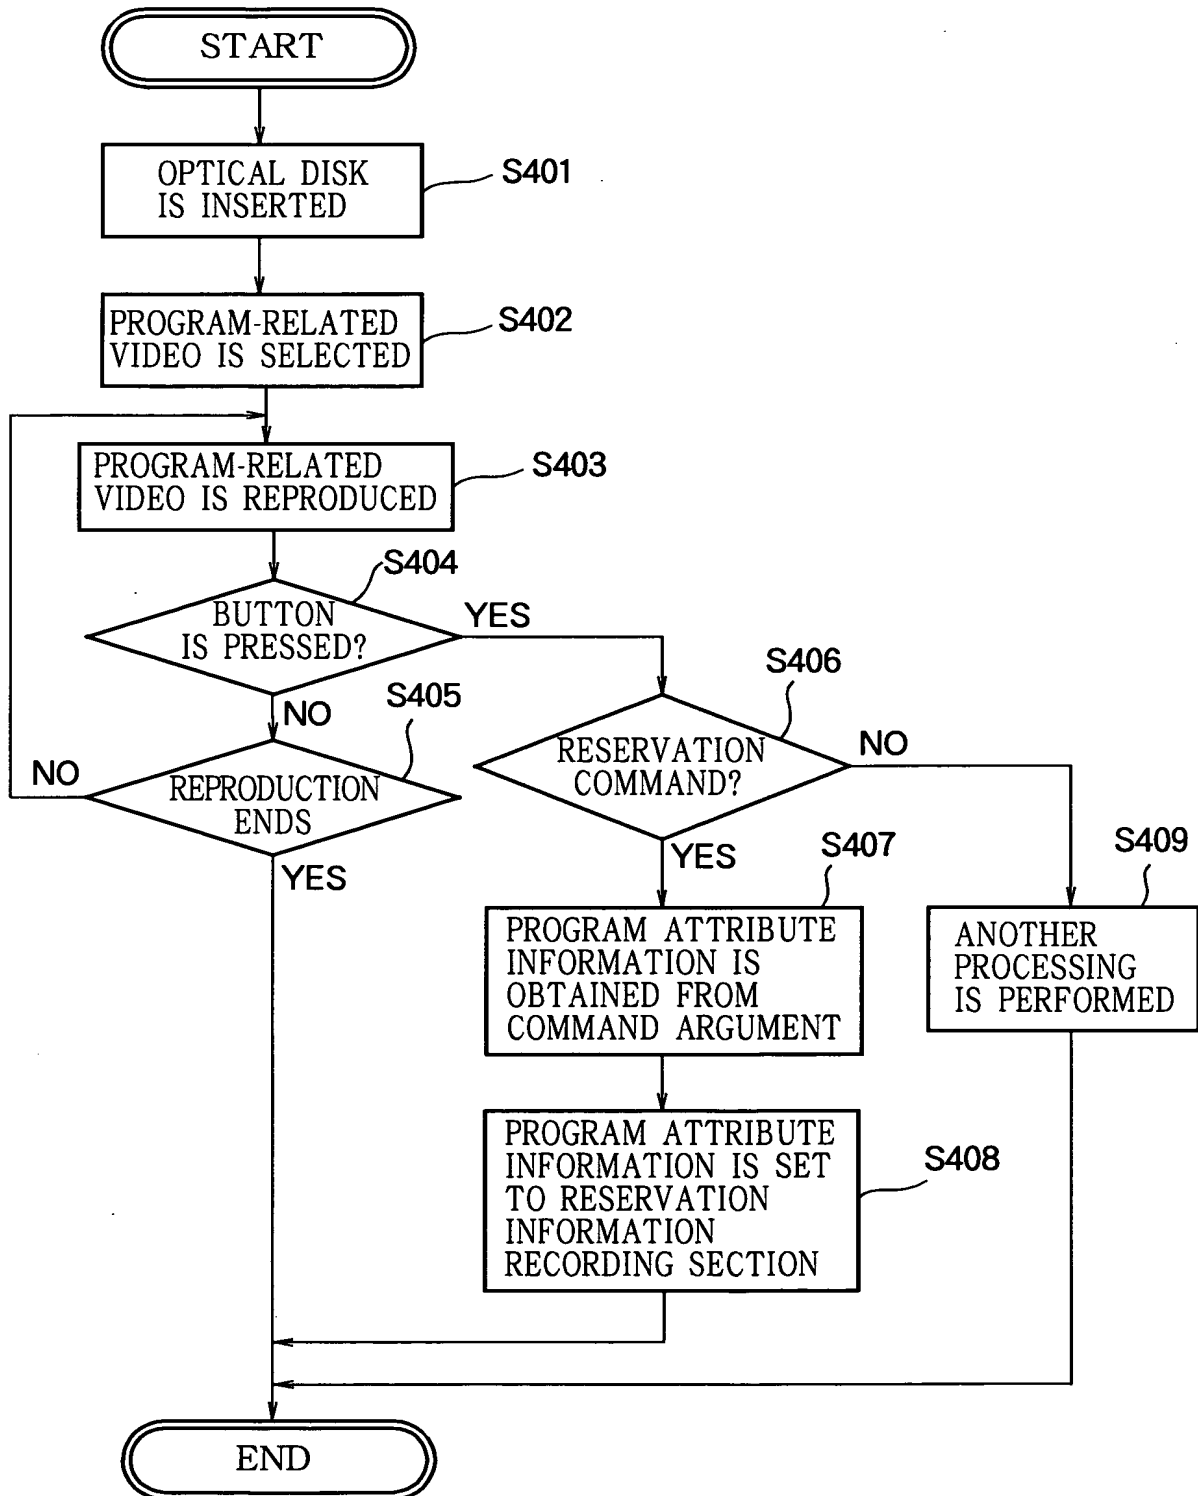 START
OPTICAL DISK
IS INSERTED
S401
PROGRAM-RELATED
VIDEO IS SELECTED
S402
PROGRAM-RELATED
VIDEO IS REPRODUCED
S403
BUTTON
IS PRESSED?
S404
YES
NO
REPRODUCTION
ENDS
S405
NO
YES
RESERVATION
COMMAND?
S406
NO
YES
PROGRAM ATTRIBUTE
INFORMATION IS
OBTAINED FROM
COMMAND ARGUMENT
S407
ANOTHER
PROCESSING
IS PERFORMED
S409
PROGRAM ATTRIBUTE
INFORMATION IS SET
TO RESERVATION
INFORMATION
RECORDING SECTION
S408
END